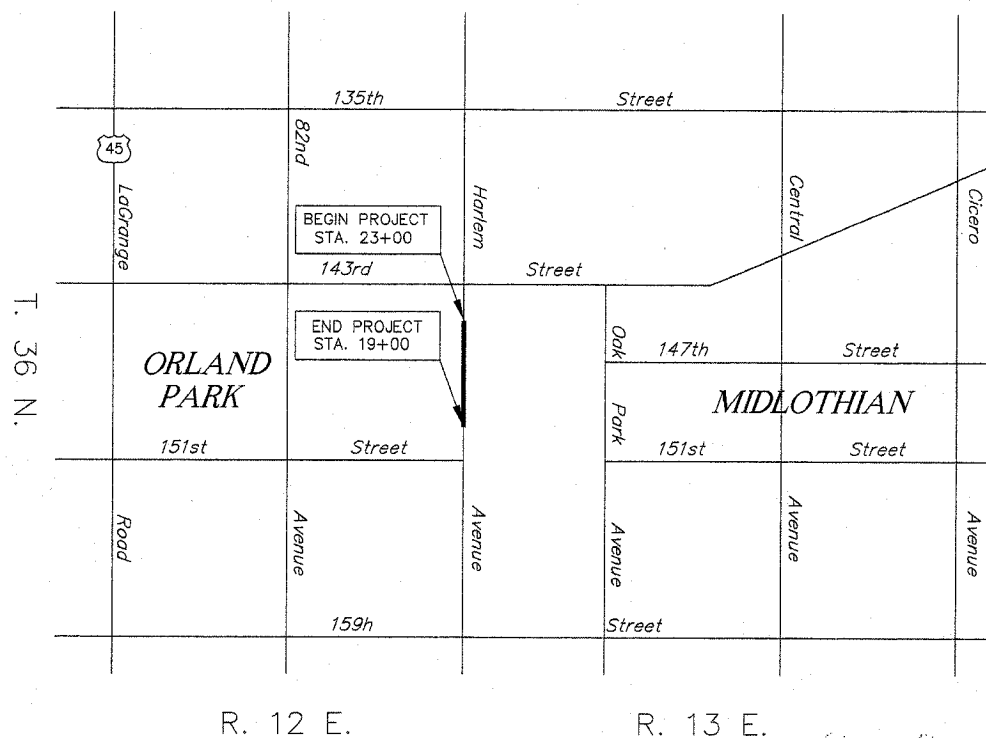 135th Street
45
82nd
LaGrange
Harlem
Central
Cicero
BEGIN PROJECT
STA. 23+00
143rd Street
END PROJECT
STA. 19+00
T. 36 N.
ORLAND
PARK
Oak Park Avenue
147th Street
MIDLOTHIAN
151st Street
151st Street
Road
Avenue
Avenue
Avenue
Avenue
159h Street
R. 12 E.
R. 13 E.